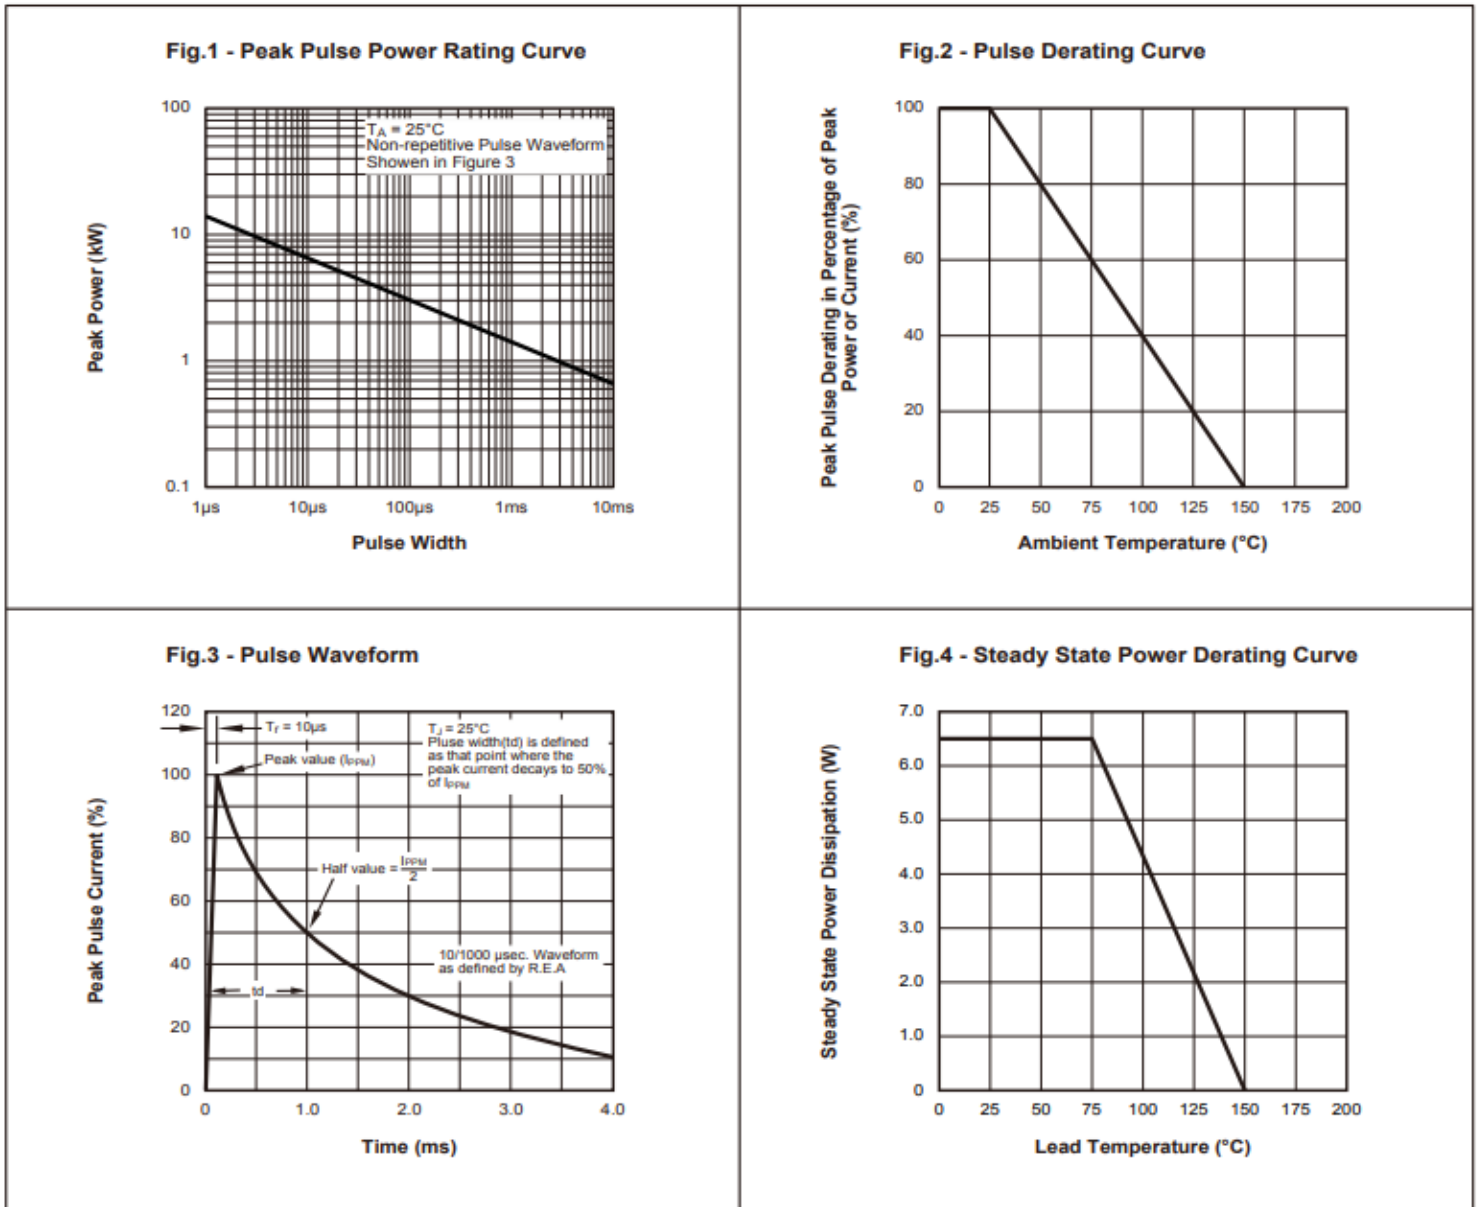 Fig.1 - Peak Pulse Power Rating Curve
100
10
1
0.1
Peak Power (kW)
TA = 25°C
Non-repetitive Pulse Waveform
Showen in Figure 3
1µs 10µs 100µs 1ms 10ms
Pulse Width
Fig.2 - Pulse Derating Curve
Peak Pulse Derating in Percentage of Peak
Power or Current (%)
100
80
60
40
20
0
0 25 50 75 100 125 150 175 200
Ambient Temperature (°C)
Fig.3 - Pulse Waveform
Peak Pulse Current (%)
120
100
80
60
40
20
0
Tr = 10µs
Peak value (IPPM)
TJ = 25°C
Pluse width(td) is defined
as that point where the
peak current decays to 50%
of IPPM
Half value = IPPM
2
10/1000 µsec. Waveform
as defined by R.E.A
td
0 1.0 2.0 3.0 4.0
Time (ms)
Fig.4 - Steady State Power Derating Curve
Steady State Power Dissipation (W)
7.0
6.0
5.0
4.0
3.0
2.0
1.0
0
0 25 50 75 100 125 150 175 200
Lead Temperature (°C)